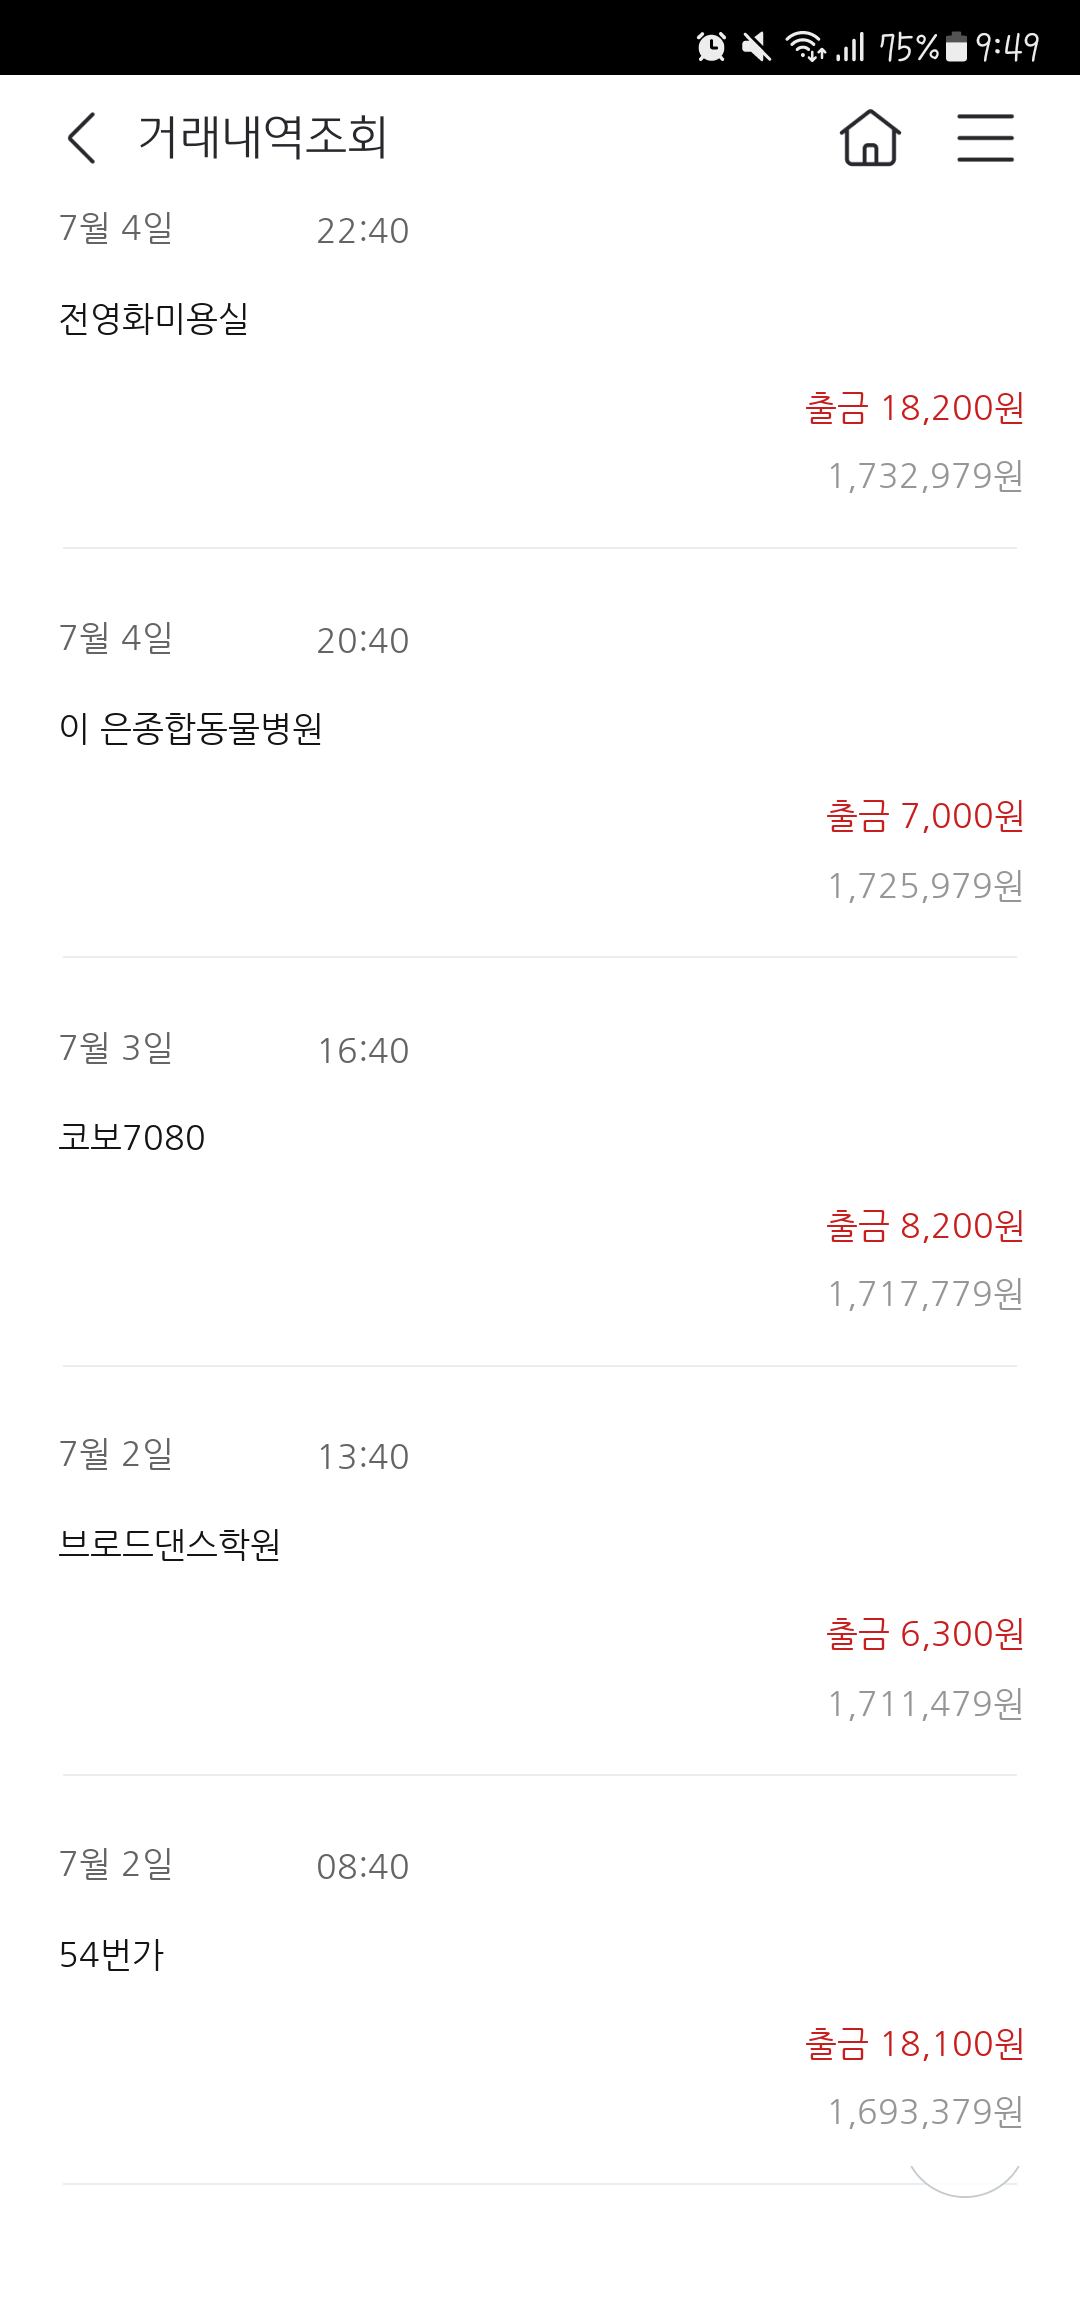 75% 9:49
거래내역조회
7월 4일 22:40
전영화미용실
출금 18,200원
1,732,979원
7월 4일 20:40
이 은종합동물병원
출금 7,000원
1,725,979원
7월 3일 16:40
코보7080
출금 8,200원
1,717,779원
7월 2일 13:40
브로드댄스학원
출금 6,300원
1,711,479원
7월 2일 08:40
54번가
출금 18,100원
1,693,379원